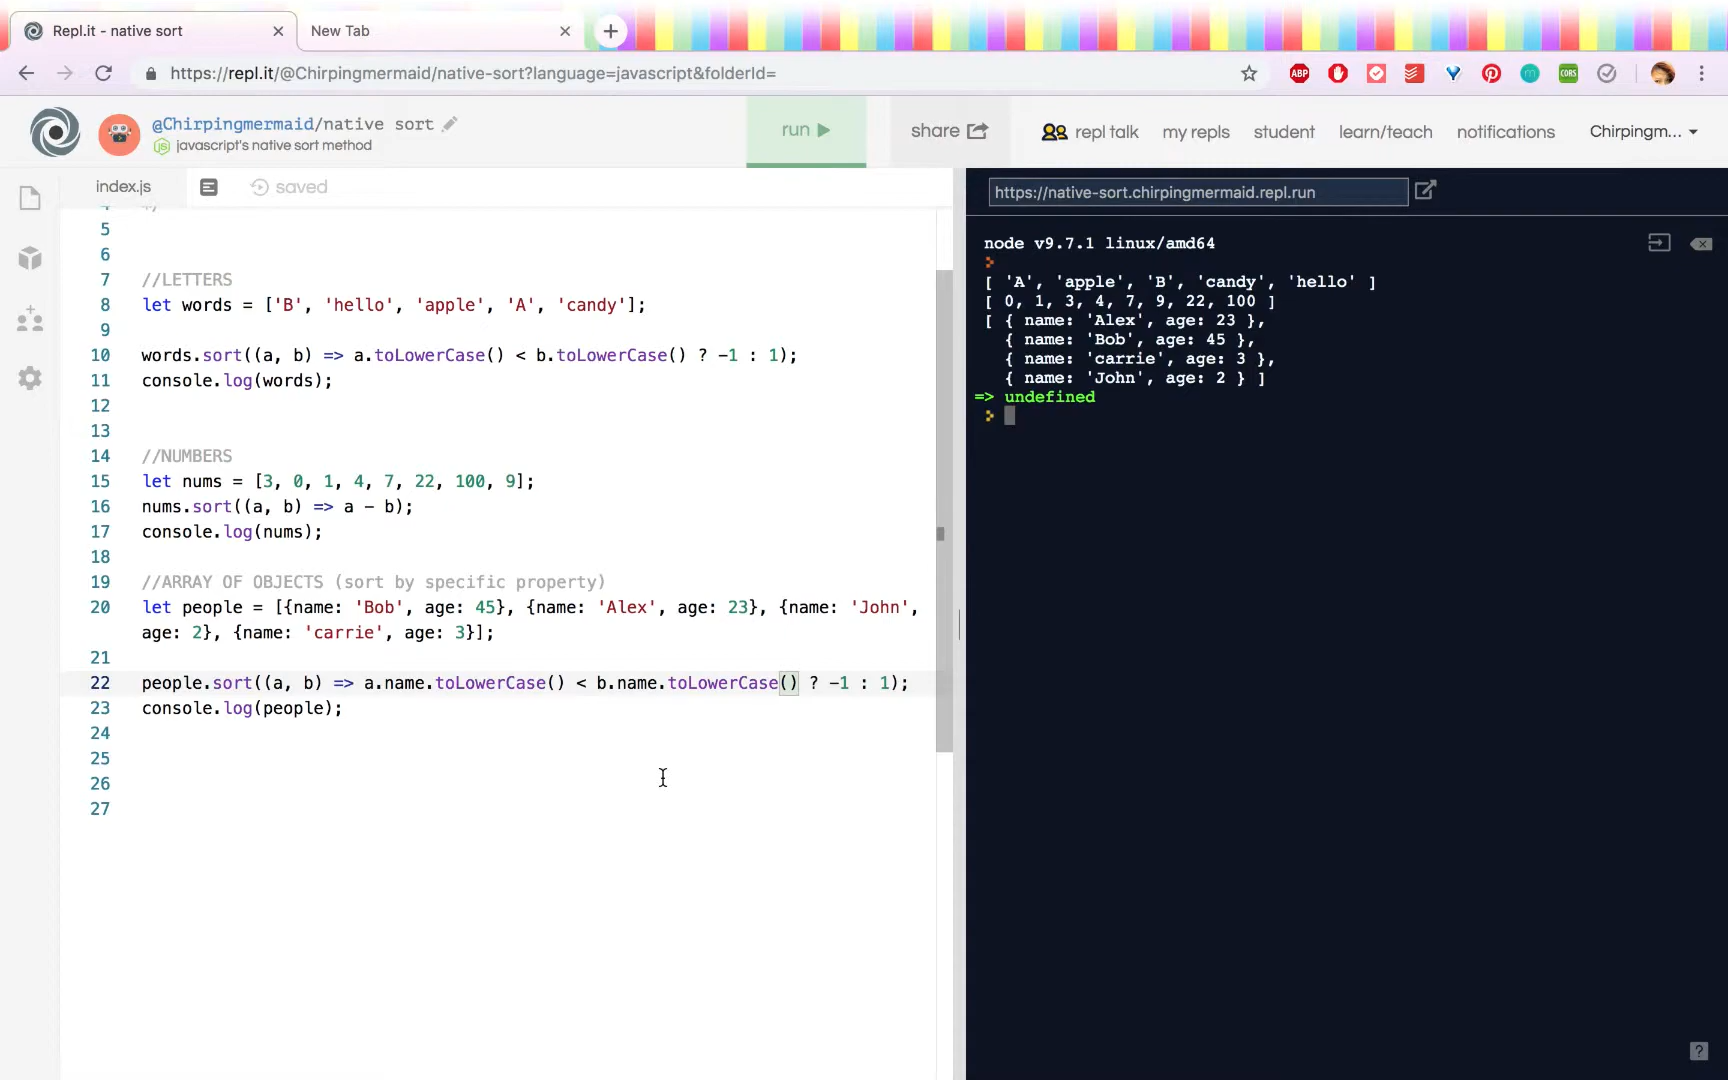 Repl.it - native sort
New Tab
https://repl.it/@Chirpingmermaid/native-sort?language=javascript&folderId=
ABP
m
CORS
@Chirpingmermaid/native sort
javascript's native sort method
run
share
repl talk
my repls
student
learn/teach
notifications
Chirpingm...
index.js
saved
https://native-sort.chirpingmermaid.repl.run
5
6
7 //LETTERS
8 let words = ['B', 'hello', 'apple', 'A', 'candy'];
9
10 words.sort((a, b) => a.toLowerCase() < b.toLowerCase() ? -1 : 1);
11 console.log(words);
12
13
14 //NUMBERS
15 let nums = [3, 0, 1, 4, 7, 22, 100, 9];
16 nums.sort((a, b) => a - b);
17 console.log(nums);
18
19 //ARRAY OF OBJECTS (sort by specific property)
20 let people = [{name: 'Bob', age: 45}, {name: 'Alex', age: 23}, {name: 'John',
age: 2}, {name: 'carrie', age: 3}];
21
22 people.sort((a, b) => a.name.toLowerCase() < b.name.toLowerCase() ? -1 : 1);
23 console.log(people);
24
25
26
27
node v9.7.1 linux/amd64
[ 'A', 'apple', 'B', 'candy', 'hello' ]
[ 0, 1, 3, 4, 7, 9, 22, 100 ]
[ { name: 'Alex', age: 23 },
{ name: 'Bob', age: 45 },
{ name: 'carrie', age: 3 },
{ name: 'John', age: 2 } ]
=> undefined
?